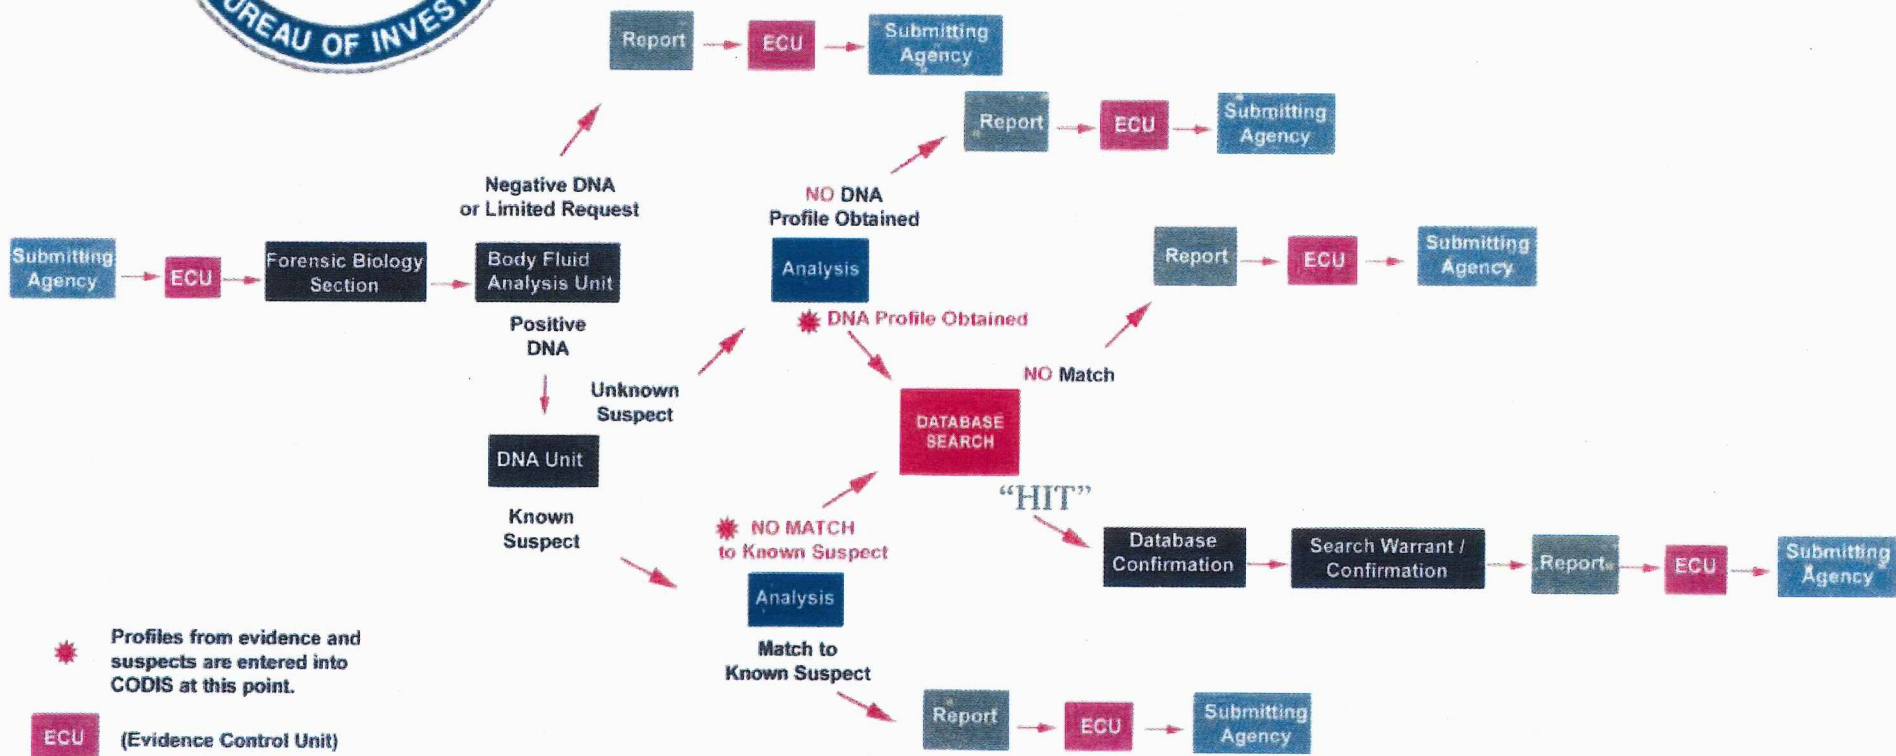 BUREAU OF INVEST
Report
ECU
Submitting
Agency
Report
ECU
Submitting
Agency
Negative DNA
or Limited Request
NO DNA
Profile Obtained
Submitting
Agency
ECU
Forensic Biology
Section
Body Fluid
Analysis Unit
Analysis
Report
ECU
Submitting
Agency
Positive
DNA
DNA Profile Obtained
Unknown
Suspect
NO Match
DATABASE
SEARCH
DNA Unit
"HIT"
Known
Suspect
NO MATCH
to Known Suspect
Database
Confirmation
Search Warrant /
Confirmation
Report
ECU
Submitting
Agency
Analysis
Profiles from evidence and
suspects are entered into
CODIS at this point.
Match to
Known Suspect
Report
ECU
Submitting
Agency
ECU
(Evidence Control Unit)